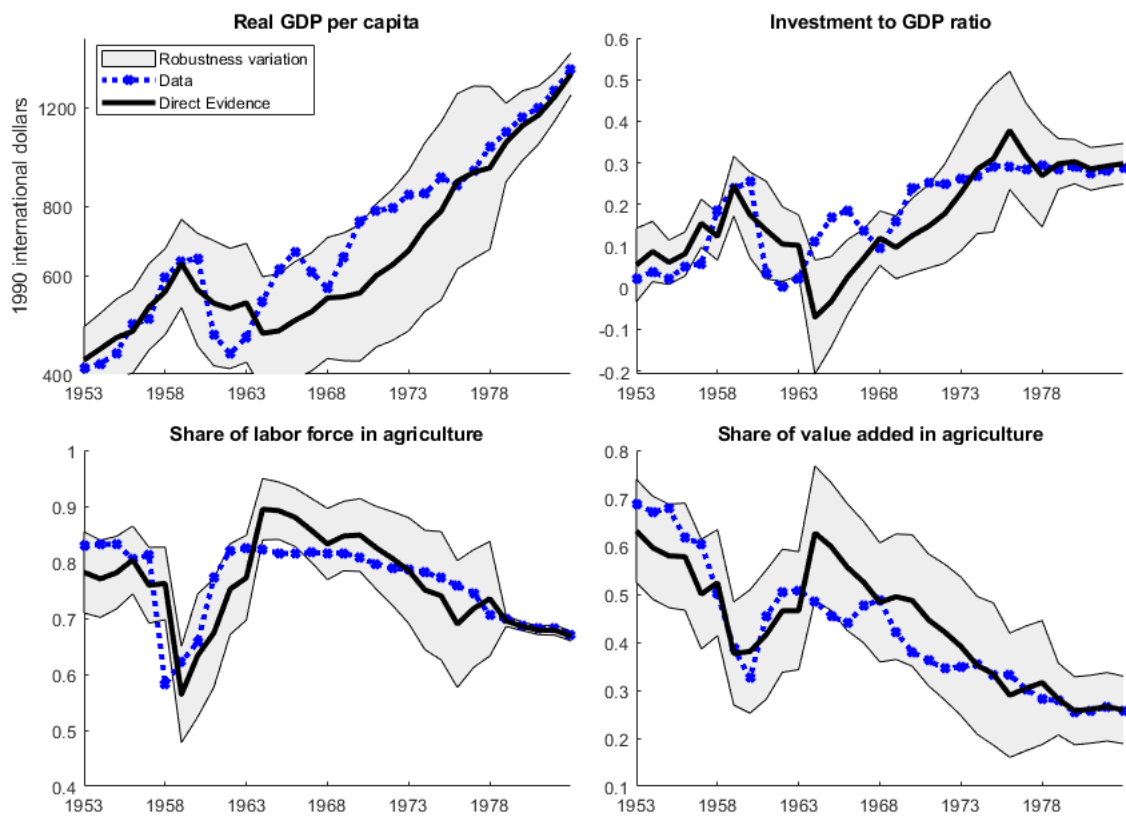 Real GDP per capita
Robustness variation
Data
Direct Evidence
1990 international dollars
1200
800
600
400
1953 1958 1963 1968 1973 1978
Investment to GDP ratio
0.6
0.5
0.4
0.3
0.2
0.1
0
-0.1
-0.2
1953 1958 1963 1968 1973 1978
Share of labor force in agriculture
1
0.9
0.8
0.7
0.6
0.5
0.4
1953 1958 1963 1968 1973 1978
Share of value added in agriculture
0.8
0.7
0.6
0.5
0.4
0.3
0.2
0.1
1953 1958 1963 1968 1973 1978